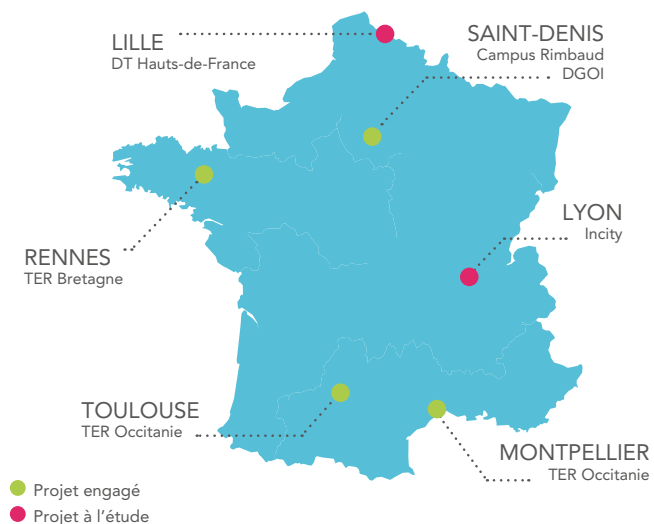 LILLE
DT Hauts-de-France
SAINT-DENIS
Campus Rimbaud
DGOI
LYON
Incity
RENNES
TER Bretagne
TOULOUSE
TER Occitanie
MONTPELLIER
TER Occitanie
Projet engagé
Projet à l'étude